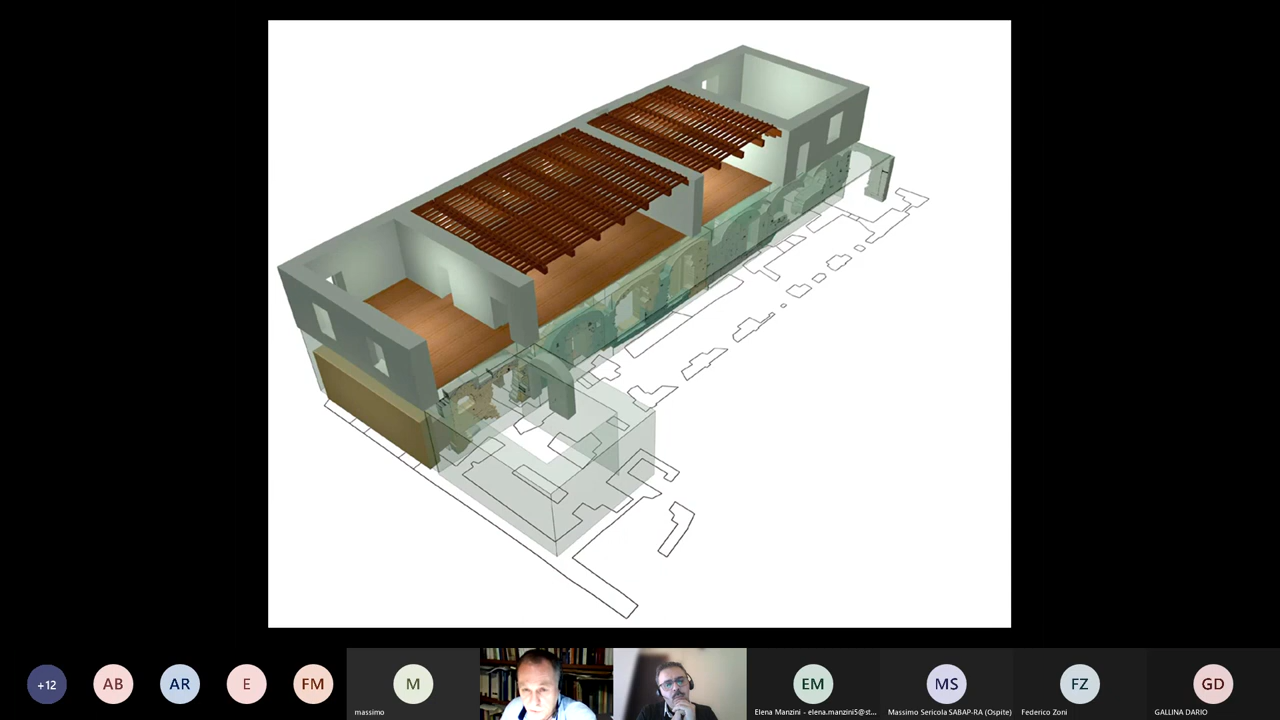 +12
AB
AR
E
FM
M
massimo
EM
Elena Manzini - elena.manzini5@st...
MS
Massimo Sericola SABAP-RA (Ospite)
FZ
Federico Zoni
GD
GALLINA DARIO